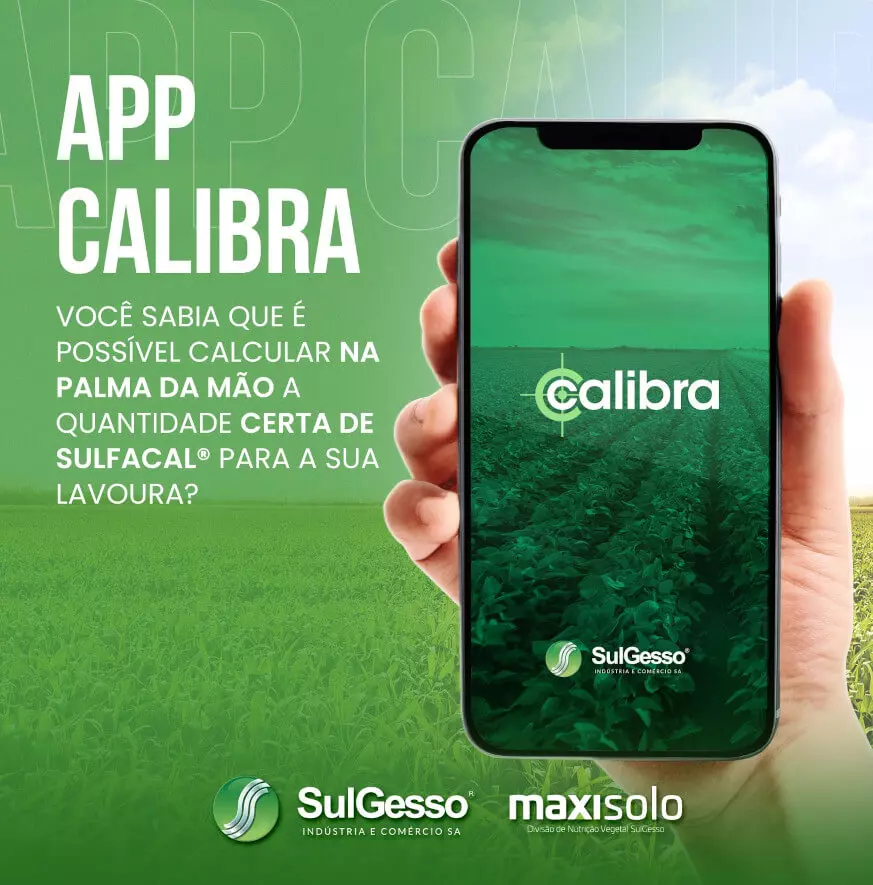 APP
CALIBRA
VOCÊ SABIA QUE É
POSSÍVEL CALCULAR NA
PALMA DA MÃO A
QUANTIDADE CERTA DE
SULFACAL® PARA A SUA
LAVOURA?
calibra
SulGesso®
INDÚSTRIA E COMÉRCIO SA
SulGesso®
INDÚSTRIA E COMÉRCIO SA
maxisolo
Divisão de Nutrição Vegetal SulGesso